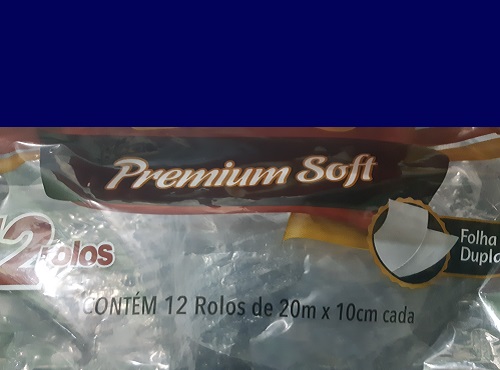 Premium Soft
12 Rolos
Folha
Dupla
CONTÉM 12 Rolos de 20m x 10cm cada